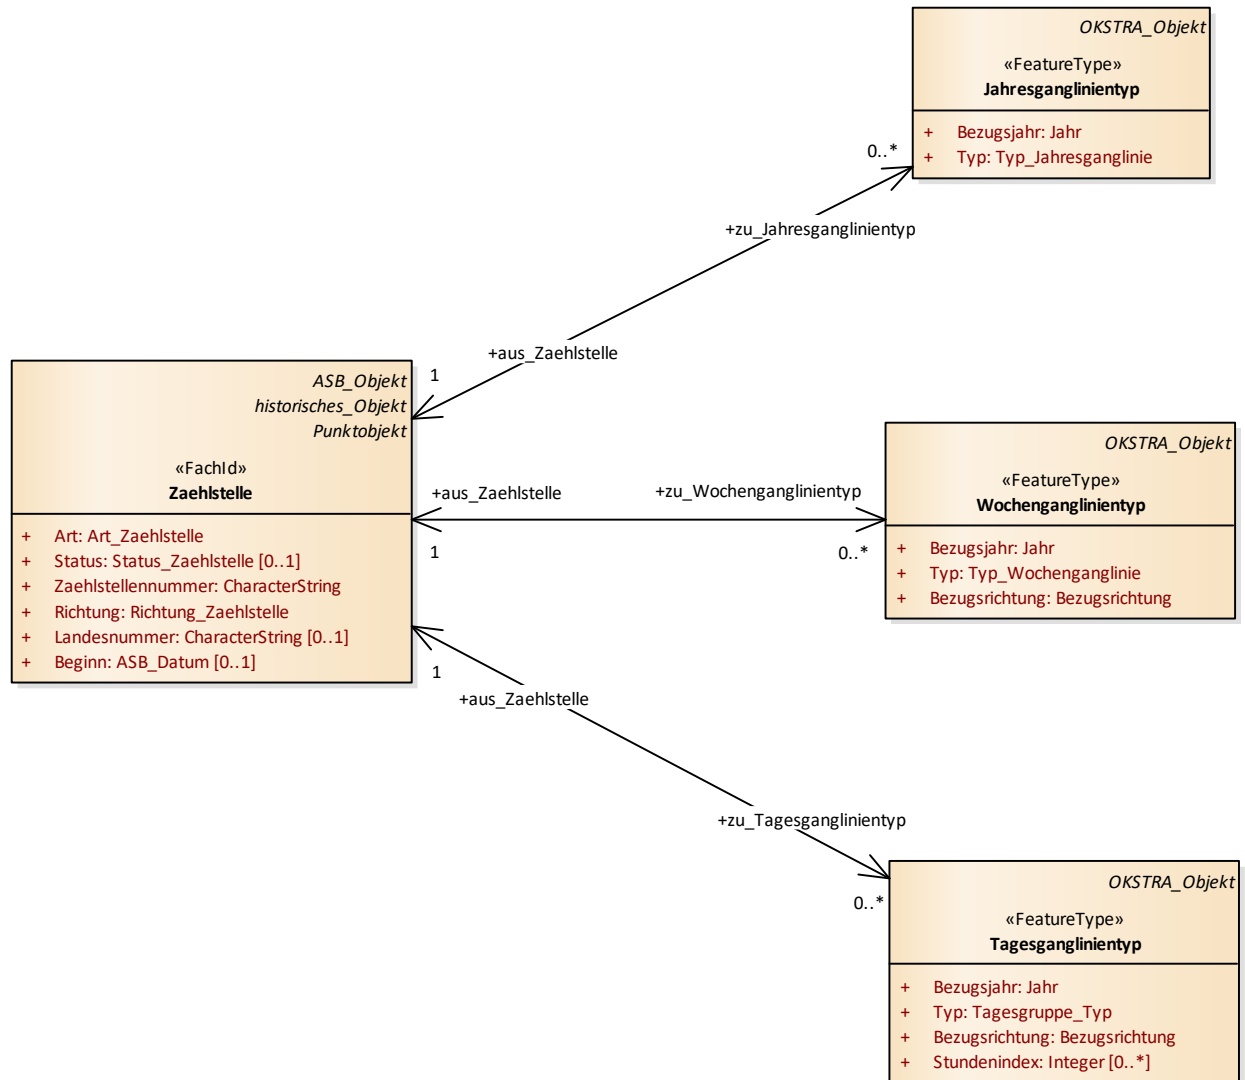 OKSTRA_Objekt
«FeatureType»
Jahresganglinientyp
+ Bezugsjahr: Jahr
+ Typ: Typ_Jahresganglinie
0..*
+zu_Jahresganglinientyp
+aus_Zaehlstelle
1
ASB_Objekt
historisches_Objekt
Punktobjekt
«FachId»
Zaehlstelle
+ Art: Art_Zaehlstelle
+ Status: Status_Zaehlstelle [0..1]
+ Zaehlstellennummer: CharacterString
+ Richtung: Richtung_Zaehlstelle
+ Landesnummer: CharacterString [0..1]
+ Beginn: ASB_Datum [0..1]
+aus_Zaehlstelle
1
+zu_Wochenganglinientyp
0..*
OKSTRA_Objekt
«FeatureType»
Wochenganglinientyp
+ Bezugsjahr: Jahr
+ Typ: Typ_Wochenganglinie
+ Bezugsrichtung: Bezugsrichtung
1
+aus_Zaehlstelle
+zu_Tagesganglinientyp
0..*
OKSTRA_Objekt
«FeatureType»
Tagesganglinientyp
+ Bezugsjahr: Jahr
+ Typ: Tagesgruppe_Typ
+ Bezugsrichtung: Bezugsrichtung
+ Stundenindex: Integer [0..*]